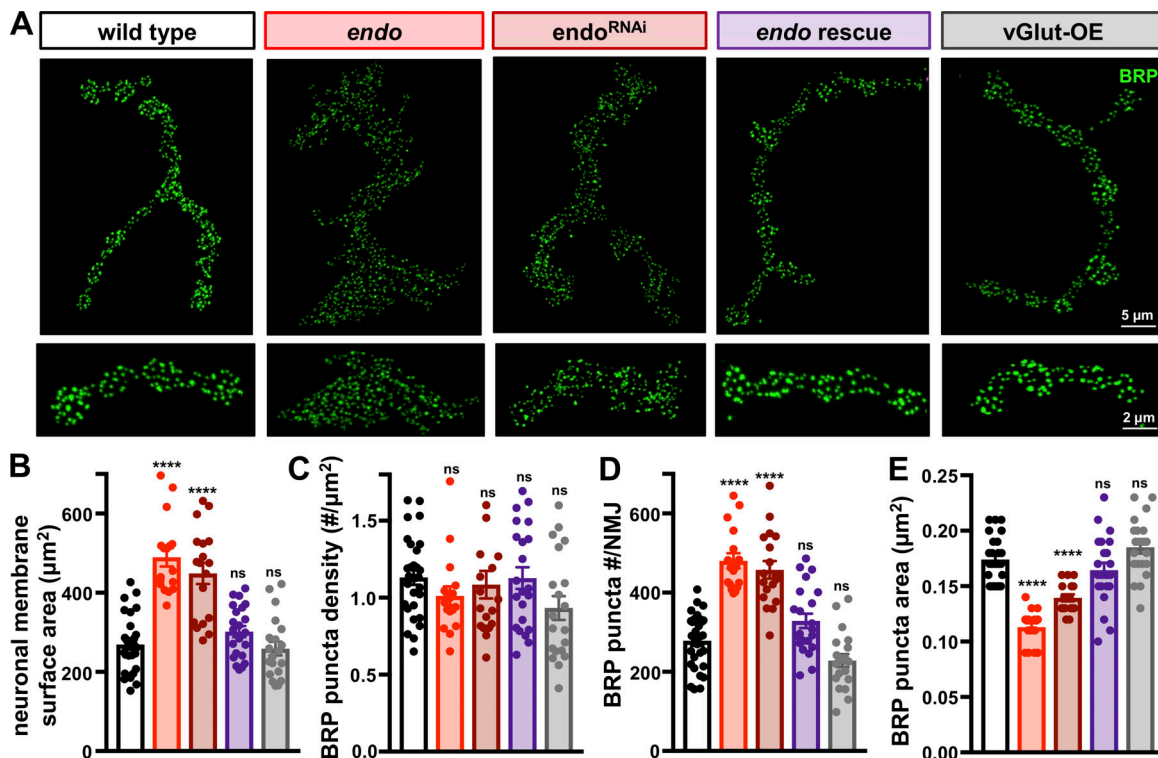 A
wild type
endo
endoRNAi
endo rescue
vGlut-OE
BRP
5 µm
2 µm
B
neuronal membrane
surface area (µm²)
600
400
200
0
****
****
ns
ns
C
BRP puncta density (#/µm²)
1.5
1.0
0.5
0.0
ns
ns
ns
ns
D
BRP puncta #/NMJ
600
400
200
0
****
****
ns
ns
E
BRP puncta area (µm²)
0.25
0.20
0.15
0.10
0.05
0.00
****
****
ns
ns